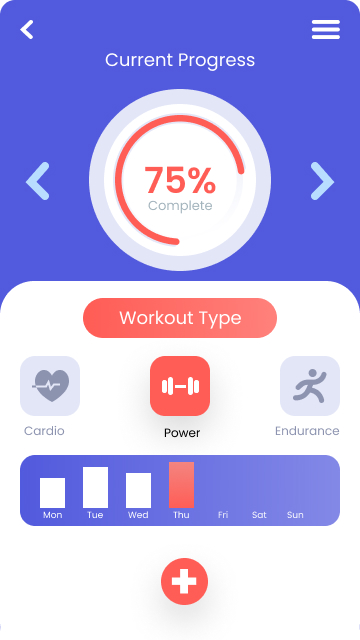 Current Progress
75%
Complete
Workout Type
Cardio
Power
Endurance
Mon Tue Wed Thu Fri Sat Sun